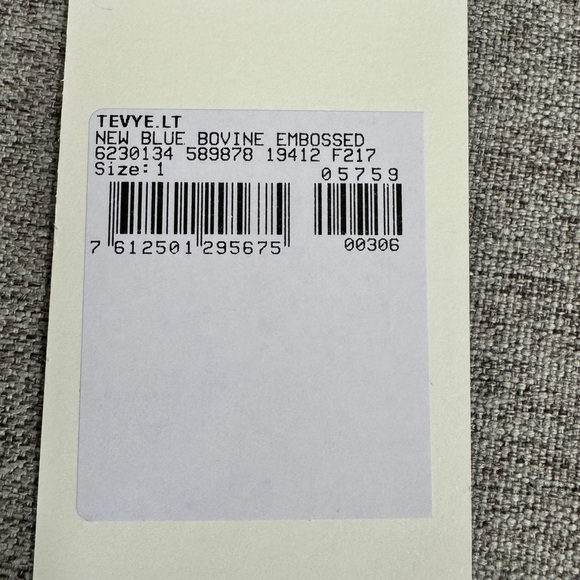 TEVYE.LT
NEW BLUE BOVINE EMBOSSED
6230134 589878 19412 F217
Size: 1
05759
7 612501 295675
00306